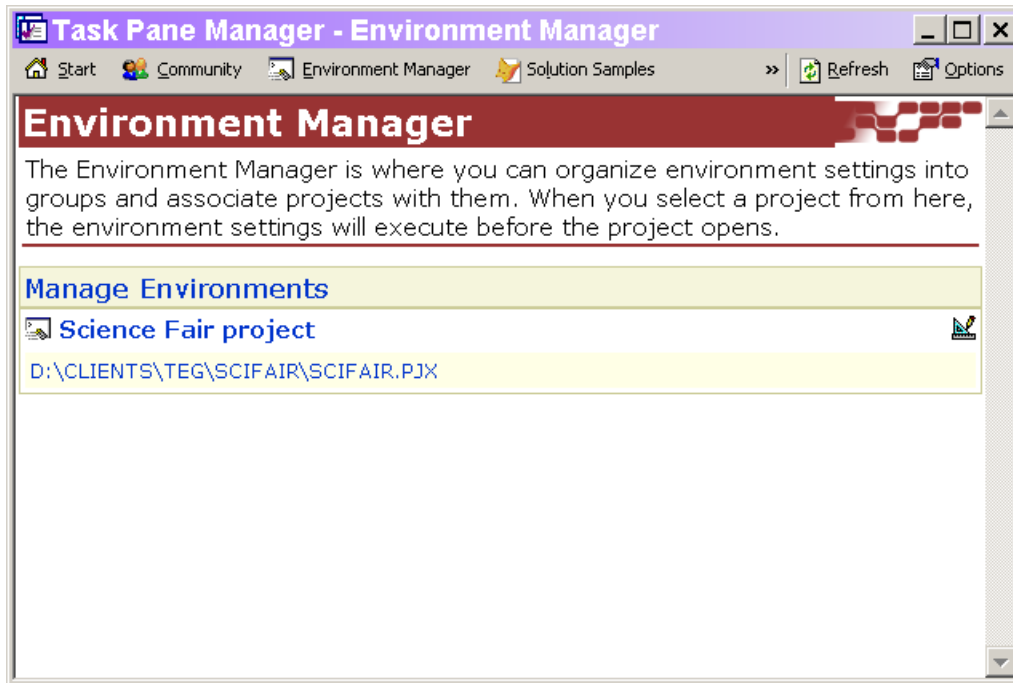 Task Pane Manager - Environment Manager
Start Community Environment Manager Solution Samples » Refresh Options
Environment Manager
The Environment Manager is where you can organize environment settings into
groups and associate projects with them. When you select a project from here,
the environment settings will execute before the project opens.
Manage Environments
Science Fair project
D:\CLIENTS\TEG\SCIFAIR\SCIFAIR.PJX